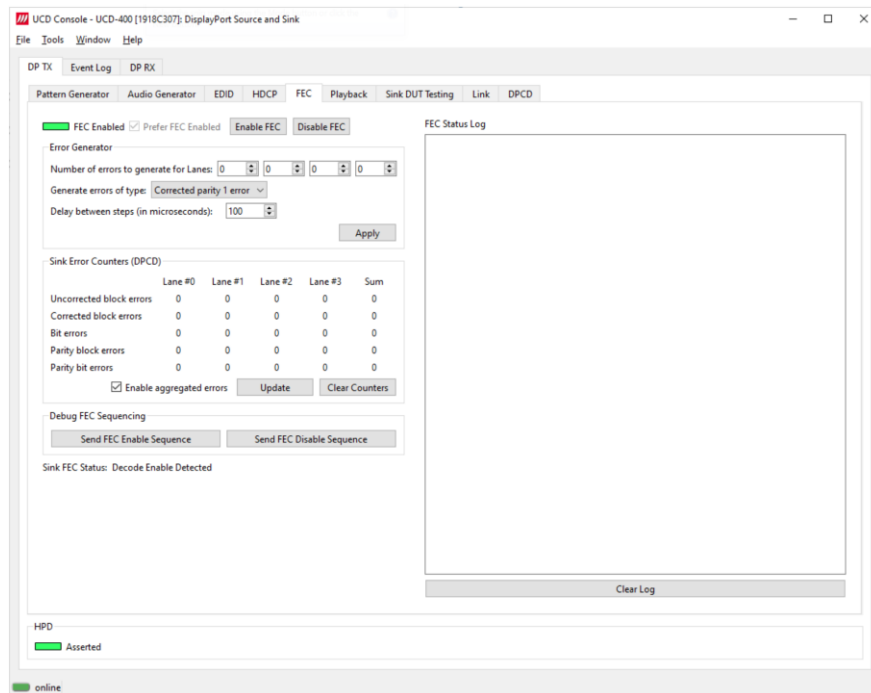 UCD Console - UCD-400 [1918C307]: DisplayPort Source and Sink
File Tools Window Help
DP TX Event Log DP RX
Pattern Generator Audio Generator EDID HDCP FEC Playback Sink DUT Testing Link DPCD
FEC Enabled Prefer FEC Enabled Enable FEC Disable FEC
FEC Status Log
Error Generator
Number of errors to generate for Lanes: 0 0 0 0
Generate errors of type: Corrected parity 1 error
Delay between steps (in microseconds): 100
Apply
Sink Error Counters (DPCD)
Lane #0 Lane #1 Lane #2 Lane #3 Sum
Uncorrected block errors 0 0 0 0 0
Corrected block errors 0 0 0 0 0
Bit errors 0 0 0 0 0
Parity block errors 0 0 0 0 0
Parity bit errors 0 0 0 0 0
Enable aggregated errors Update Clear Counters
Debug FEC Sequencing
Send FEC Enable Sequence Send FEC Disable Sequence
Sink FEC Status: Decode Enable Detected
Clear Log
HPD
Asserted
online